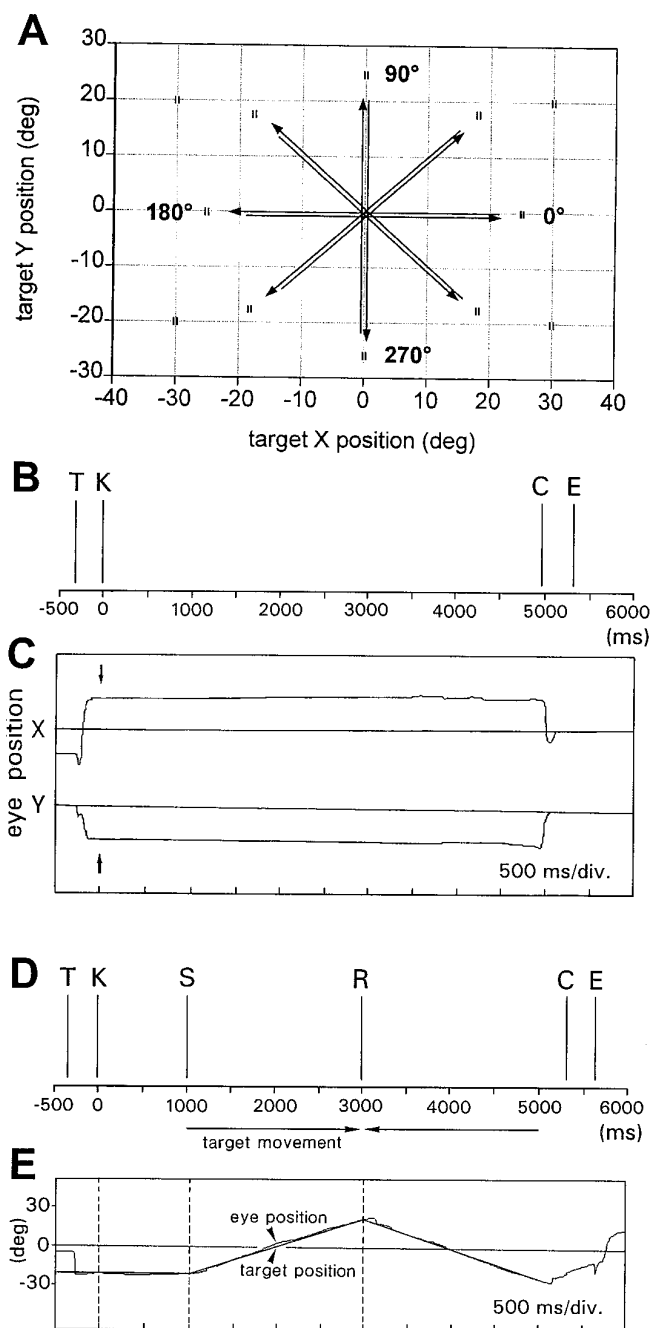 A
30
20
10
0
-10
-20
-30
target Y position (deg)
90°
180°
0°
270°
-40 -30 -20 -10 0 10 20 30 40
target X position (deg)
B
T K C E
-500 0 1000 2000 3000 4000 5000 6000
(ms)
C
eye position
X
Y
500 ms/div.
D
T K S R C E
-500 0 1000 2000 3000 4000 5000 6000
(ms)
target movement
E
30
0
-30
(deg)
eye position
target position
500 ms/div.